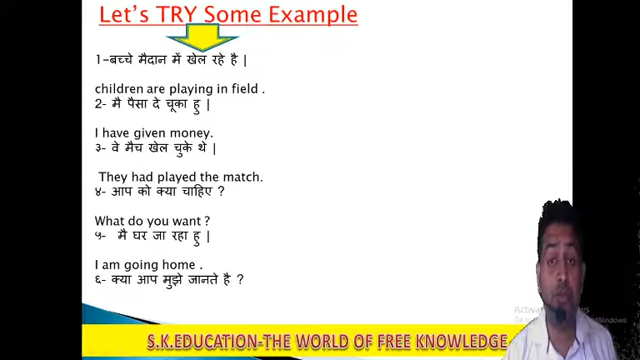 Let's TRY Some Example
1-बच्चे मैदान में खेल रहे है |
children are playing in field .
2- मै पैसा दे चूका हु |
I have given money.
३- वे मैच खेल चुके थे |
They had played the match.
४- आप को क्या चाहिए ?
What do you want ?
५- मै घर जा रहा हु |
I am going home .
६- क्या आप मुझे जानते है ?
S.K.EDUCATION-THE WORLD OF FREE KNOWLEDGE